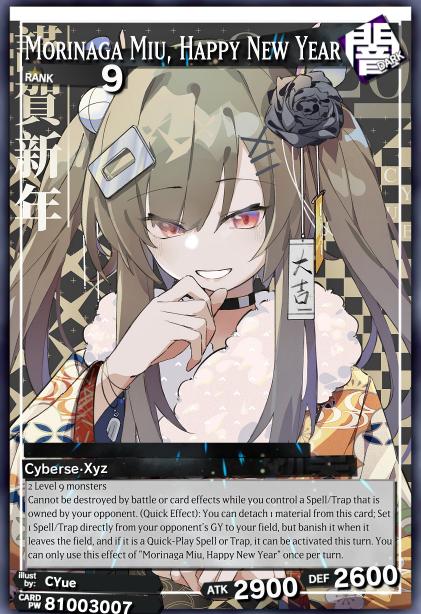 MORINAGA MIU, HAPPY NEW YEAR
闇
DARK
RANK
9
謹賀新年
大吉
Cyberse·Xyz
2 Level 9 monsters
Cannot be destroyed by battle or card effects while you control a Spell/Trap that is
owned by your opponent. (Quick Effect): You can detach 1 material from this card; Set
1 Spell/Trap directly from your opponent's GY to your field, but banish it when it
leaves the field, and if it is a Quick-Play Spell or Trap, it can be activated this turn. You
can only use this effect of "Morinaga Miu, Happy New Year" once per turn.
illust by: CYue
ATK 2900 DEF 2600
CARD PW 81003007